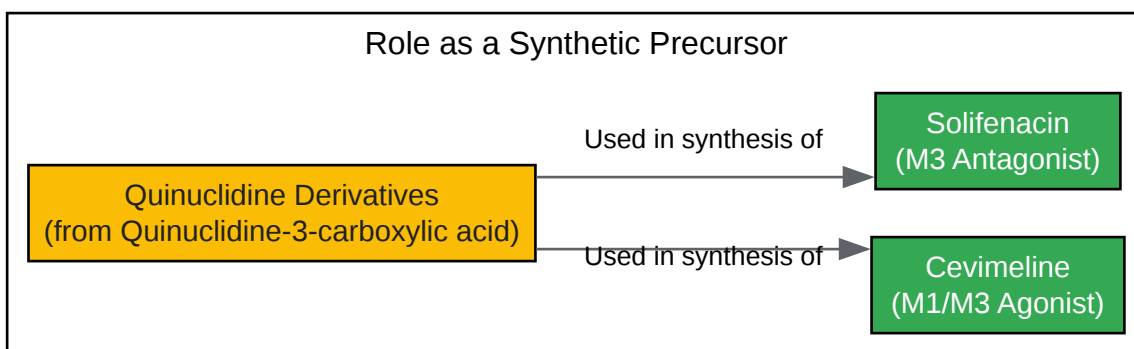 Role as a Synthetic Precursor
Used in synthesis of
Solifenacin
(M3 Antagonist)
Quinuclidine Derivatives
(from Quinuclidine-3-carboxylic acid)
Used in synthesis of
Cevimeline
(M1/M3 Agonist)